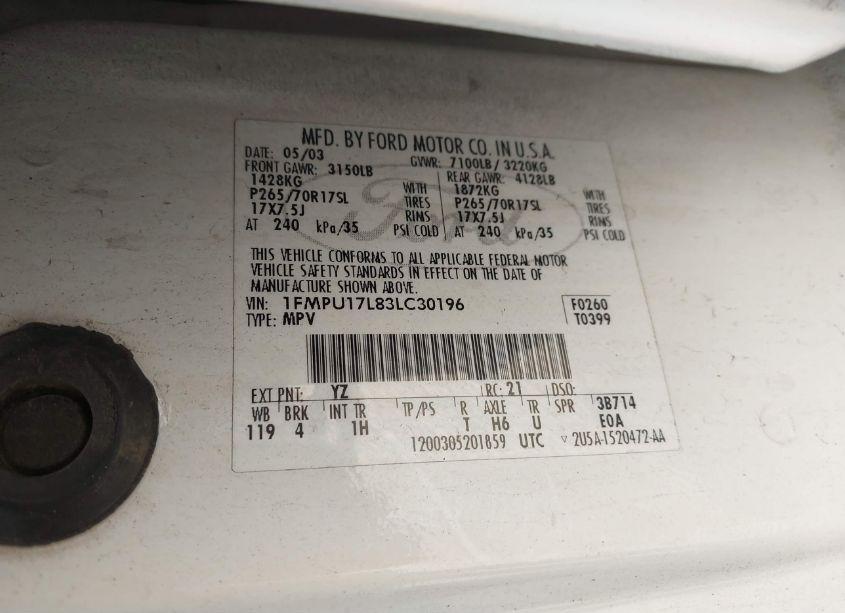 MFD. BY FORD MOTOR CO. IN U.S.A.
DATE: 05/03 GVWR: 7100LB / 3220KG
FRONT GAWR: 3150LB REAR GAWR: 4128LB
1428KG WITH 1872KG WITH
P265/70R17SL TIRES P265/70R17SL TIRES
17X7.5J RIMS 17X7.5J RIMS
AT 240 kPa/35 PSI COLD AT 240 kPa/35 PSI COLD
Ford
THIS VEHICLE CONFORMS TO ALL APPLICABLE FEDERAL MOTOR
VEHICLE SAFETY STANDARDS IN EFFECT ON THE DATE OF
MANUFACTURE SHOWN ABOVE.
VIN: 1FMPU17L83LC30196 F0260
TYPE: MPV T0399
EXT PNT: YZ RC: 21 DSO:
WB BRK INT TR TP/PS R AXLE TR SPR 3B714
119 4 1H T H6 U E0A
1200305201859 UTC ▽ 2U5A-1520472-AA